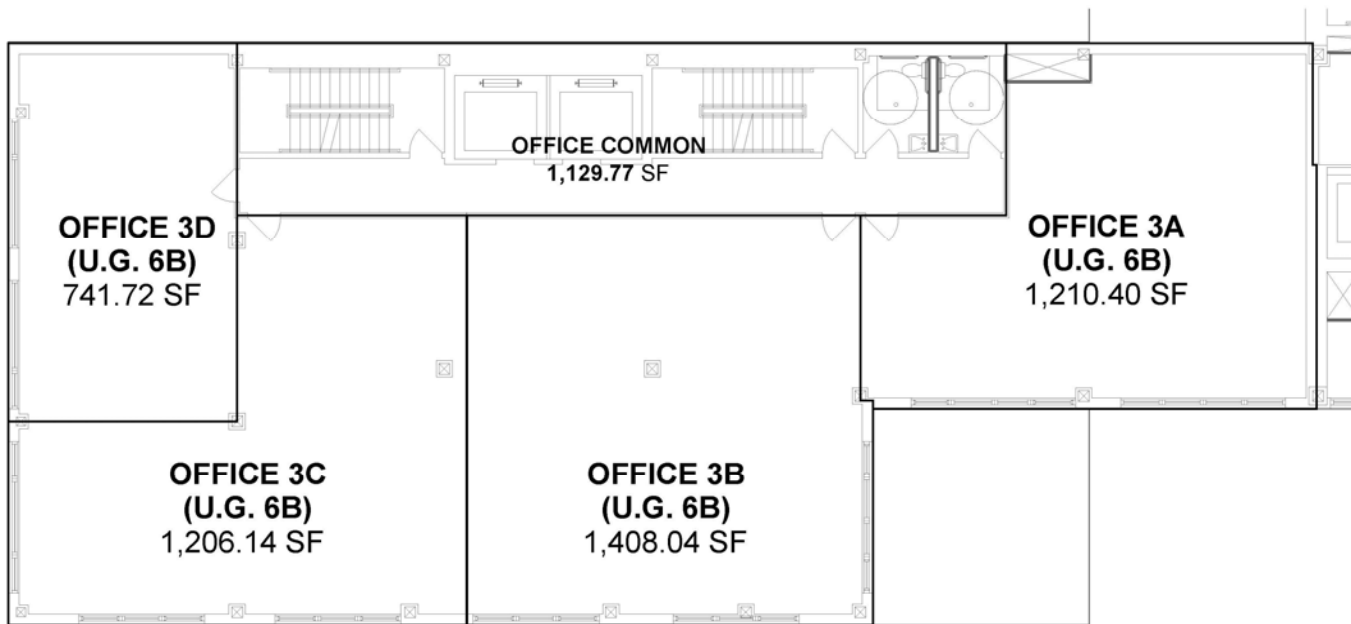 OFFICE COMMON
1,129.77 SF
OFFICE 3D
(U.G. 6B)
741.72 SF
OFFICE 3A
(U.G. 6B)
1,210.40 SF
OFFICE 3C
(U.G. 6B)
1,206.14 SF
OFFICE 3B
(U.G. 6B)
1,408.04 SF